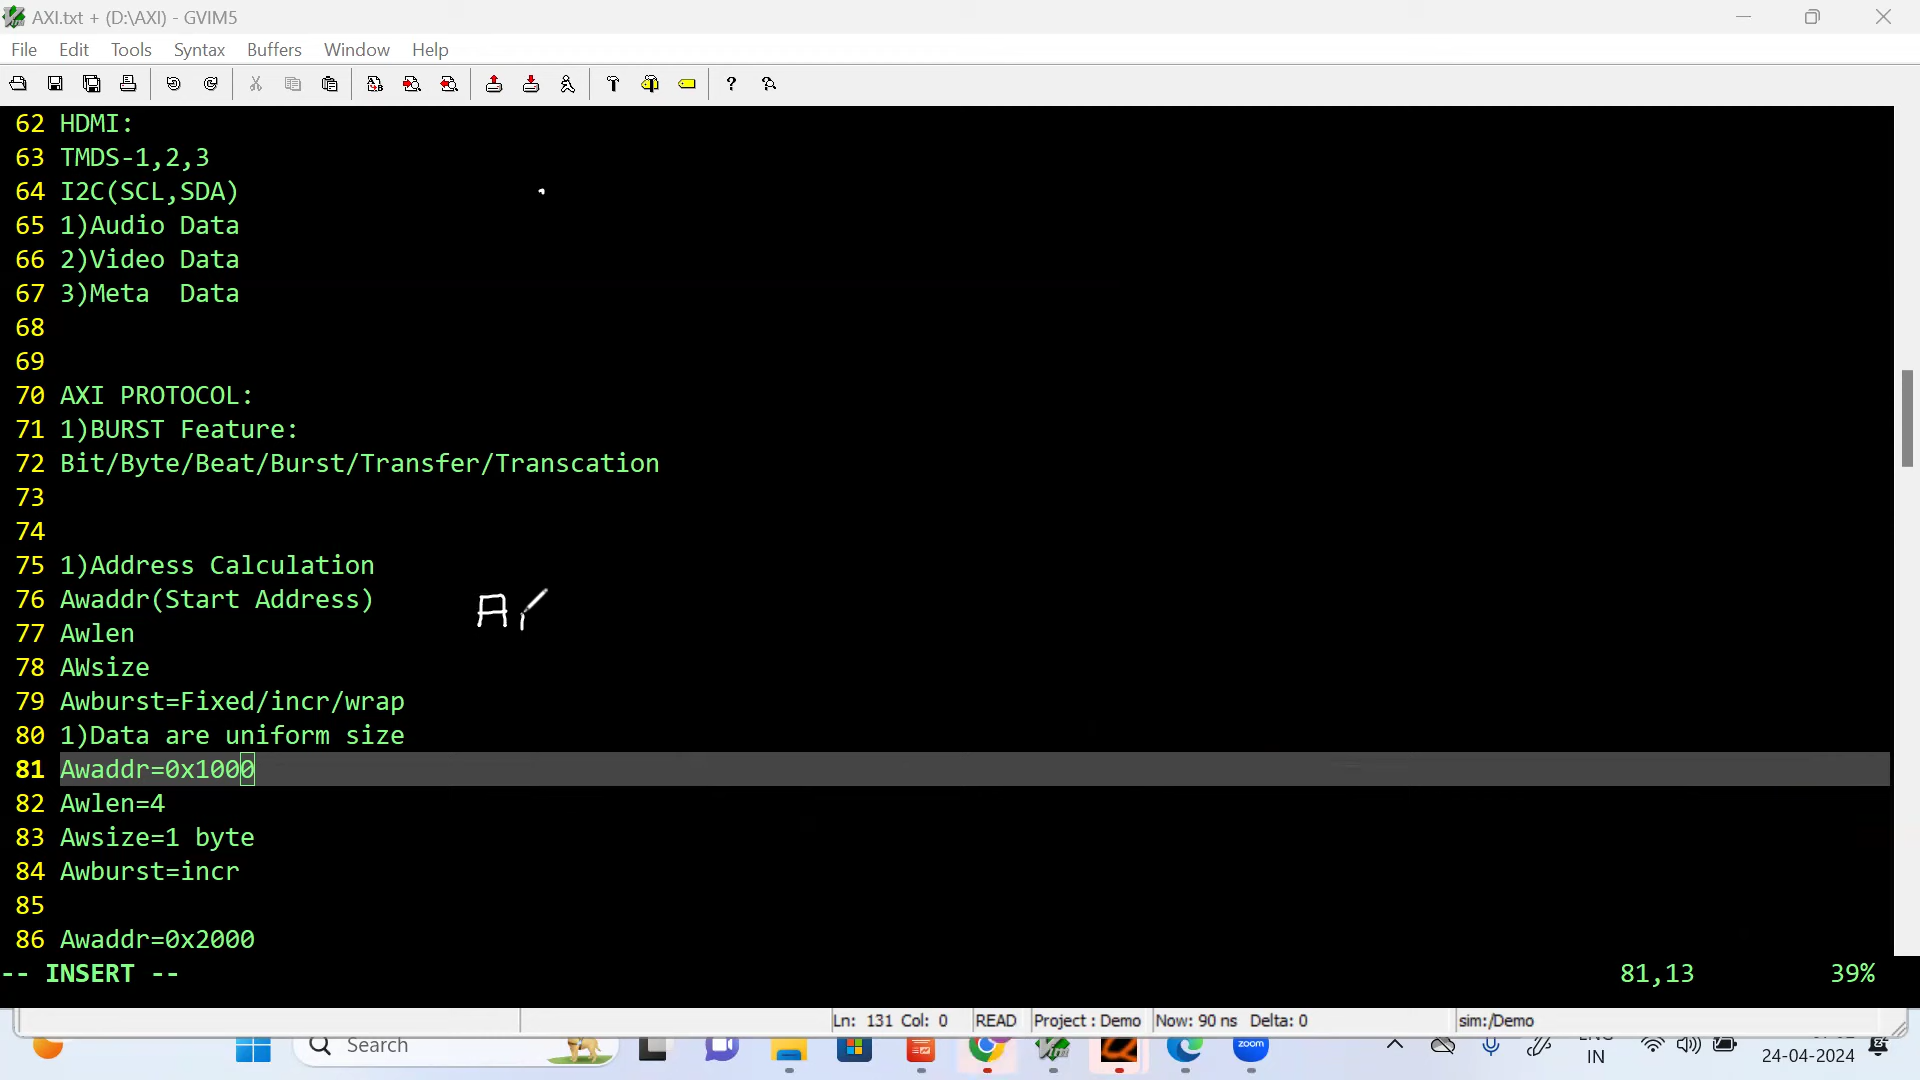 AXI.txt + (D:\AXI) - GVIM5
File Edit Tools Syntax Buffers Window Help
62 HDMI:
63 TMDS-1,2,3
64 I2C(SCL,SDA)
65 1)Audio Data
66 2)Video Data
67 3)Meta  Data
68
69
70 AXI PROTOCOL:
71 1)BURST Feature:
72 Bit/Byte/Beat/Burst/Transfer/Transcation
73
74
75 1)Address Calculation
76 Awaddr(Start Address)
77 Awlen
78 AWsize
79 Awburst=Fixed/incr/wrap
80 1)Data are uniform size
81 Awaddr=0x1000
82 Awlen=4
83 Awsize=1 byte
84 Awburst=incr
85
86 Awaddr=0x2000
-- INSERT -- 81,13 39%
Ln: 131 Col: 0 READ Project : Demo Now: 90 ns Delta: 0 sim:/Demo
Search zoom IN 24-04-2024